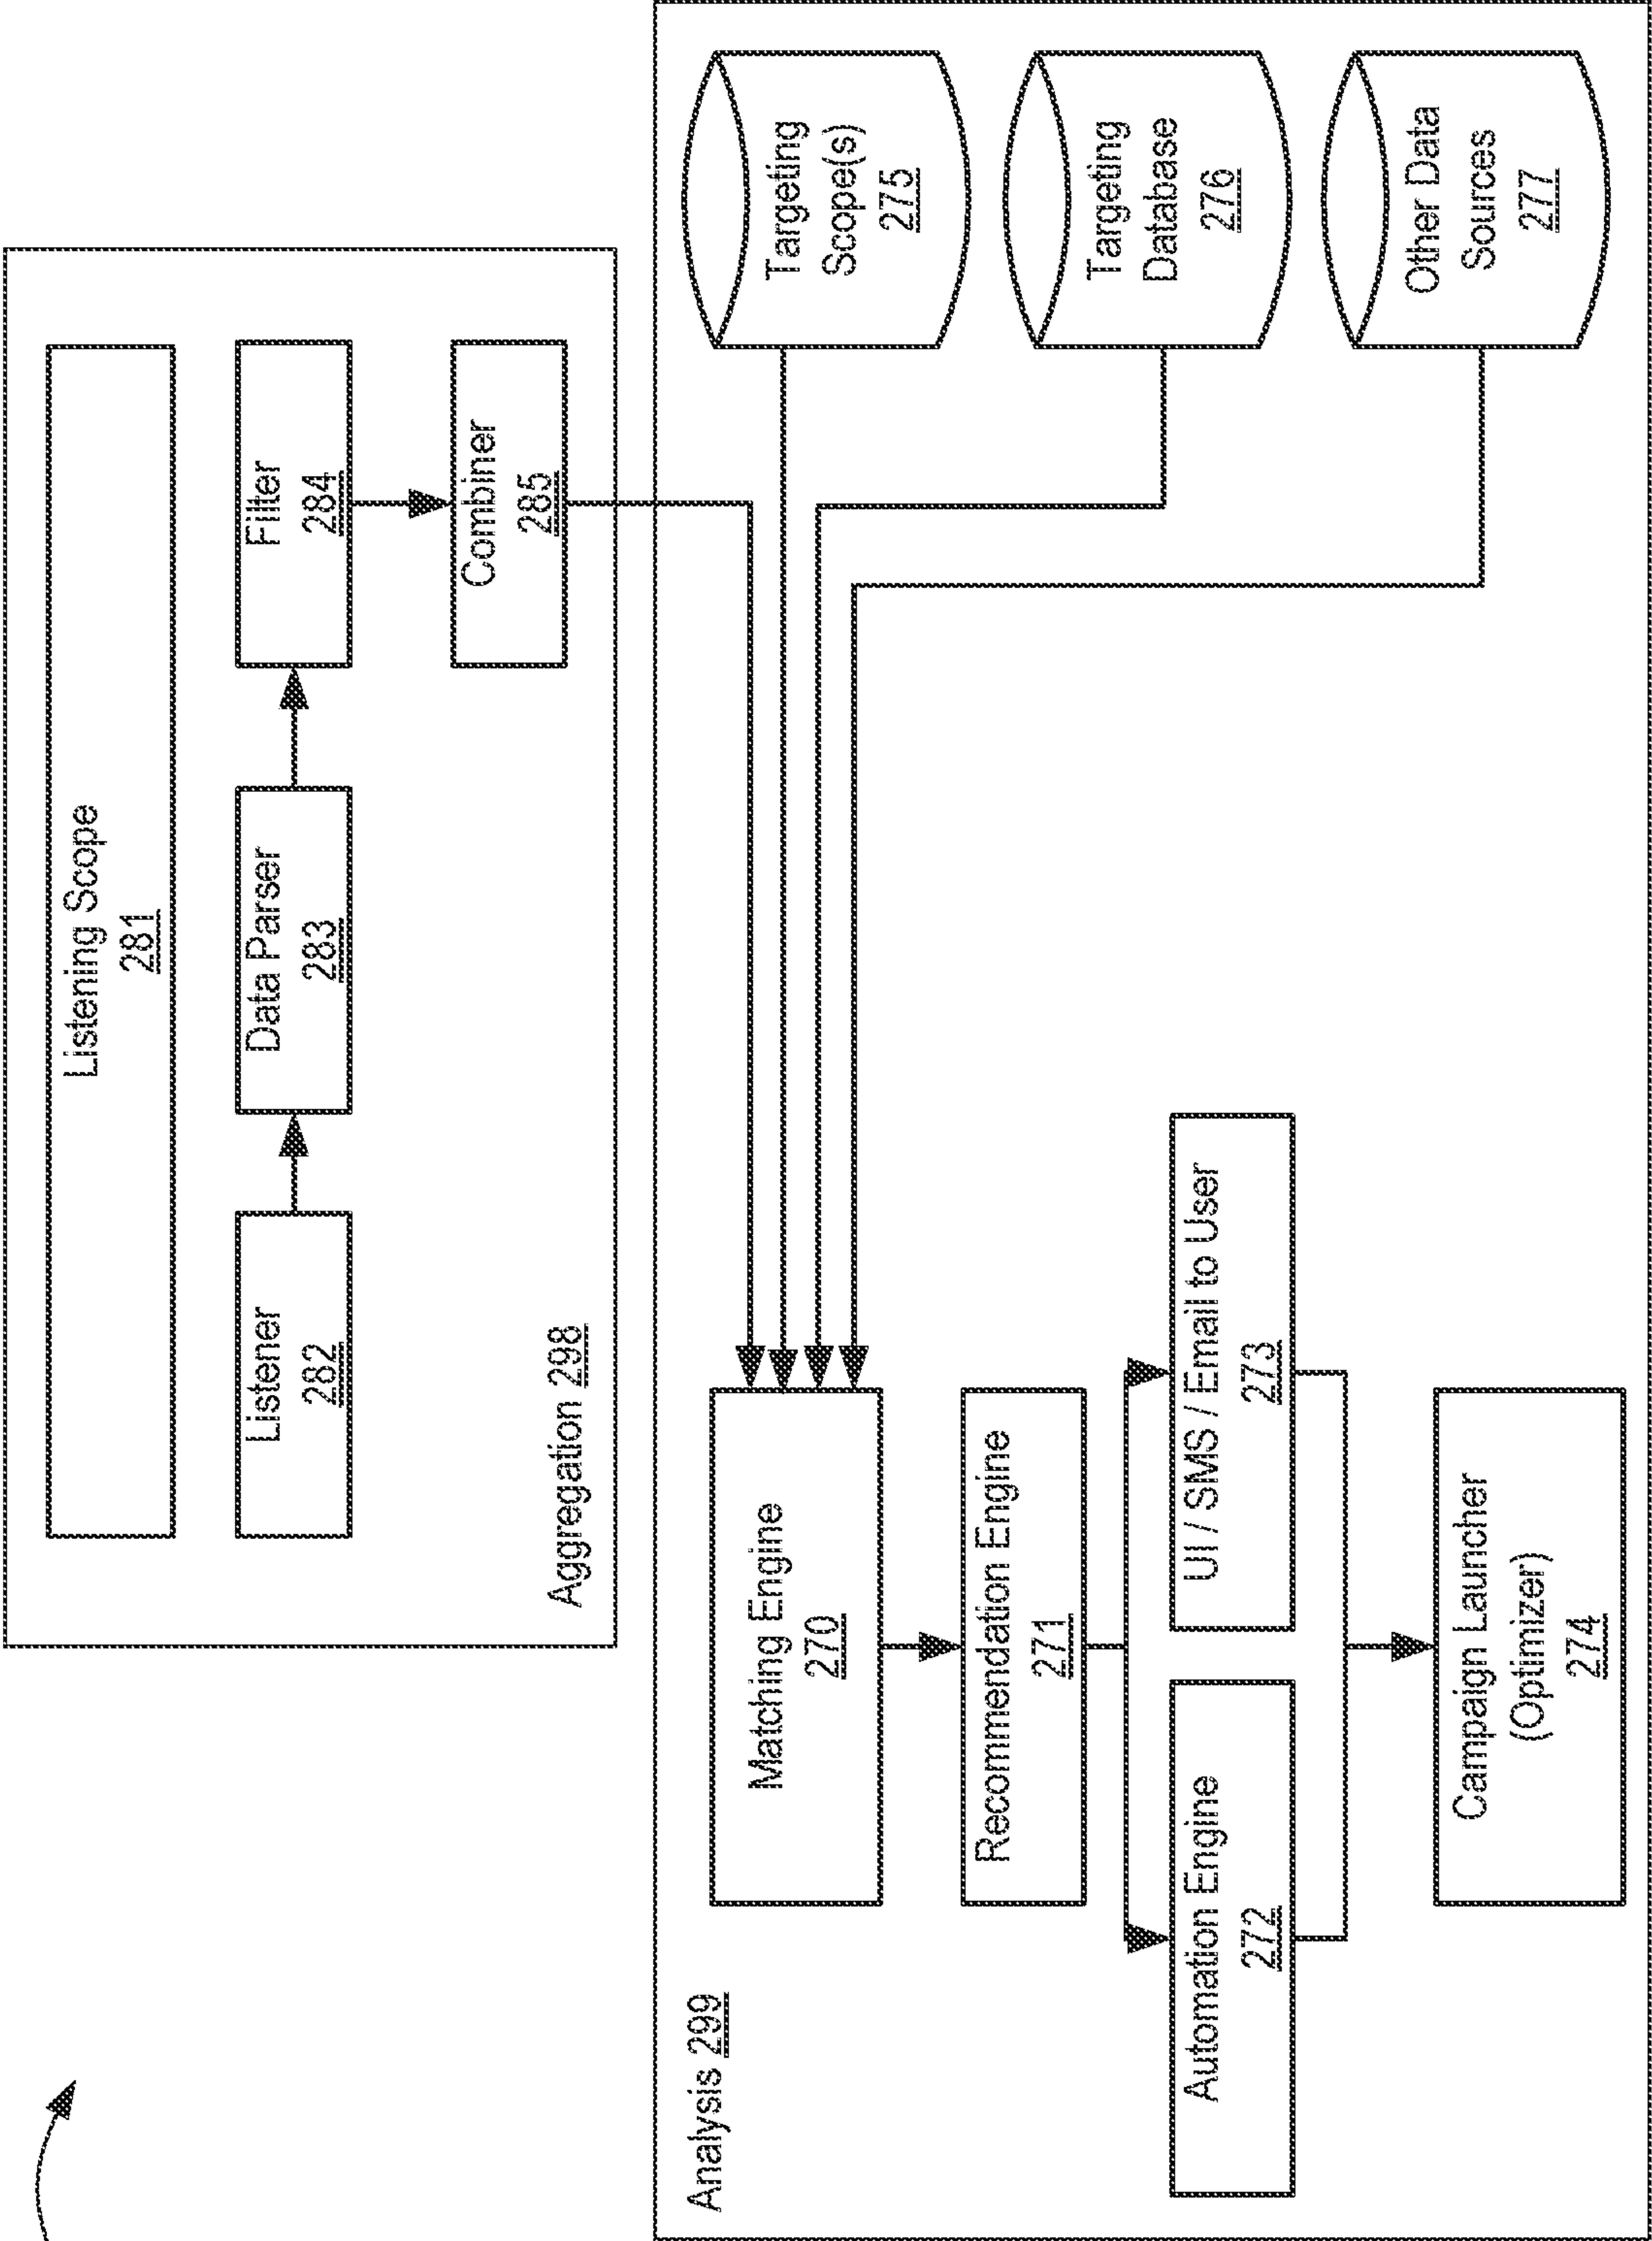 Listening Scope
281
Listener
282
Data Parser
283
Filter
284
Combiner
285
Aggregation 298
Analysis 299
Matching Engine
270
Targeting
Scope(s)
275
Recommendation Engine
271
Targeting
Database
276
Automation Engine
272
UI / SMS / Email to User
273
Other Data
Sources
277
Campaign Launcher
(Optimizer)
274